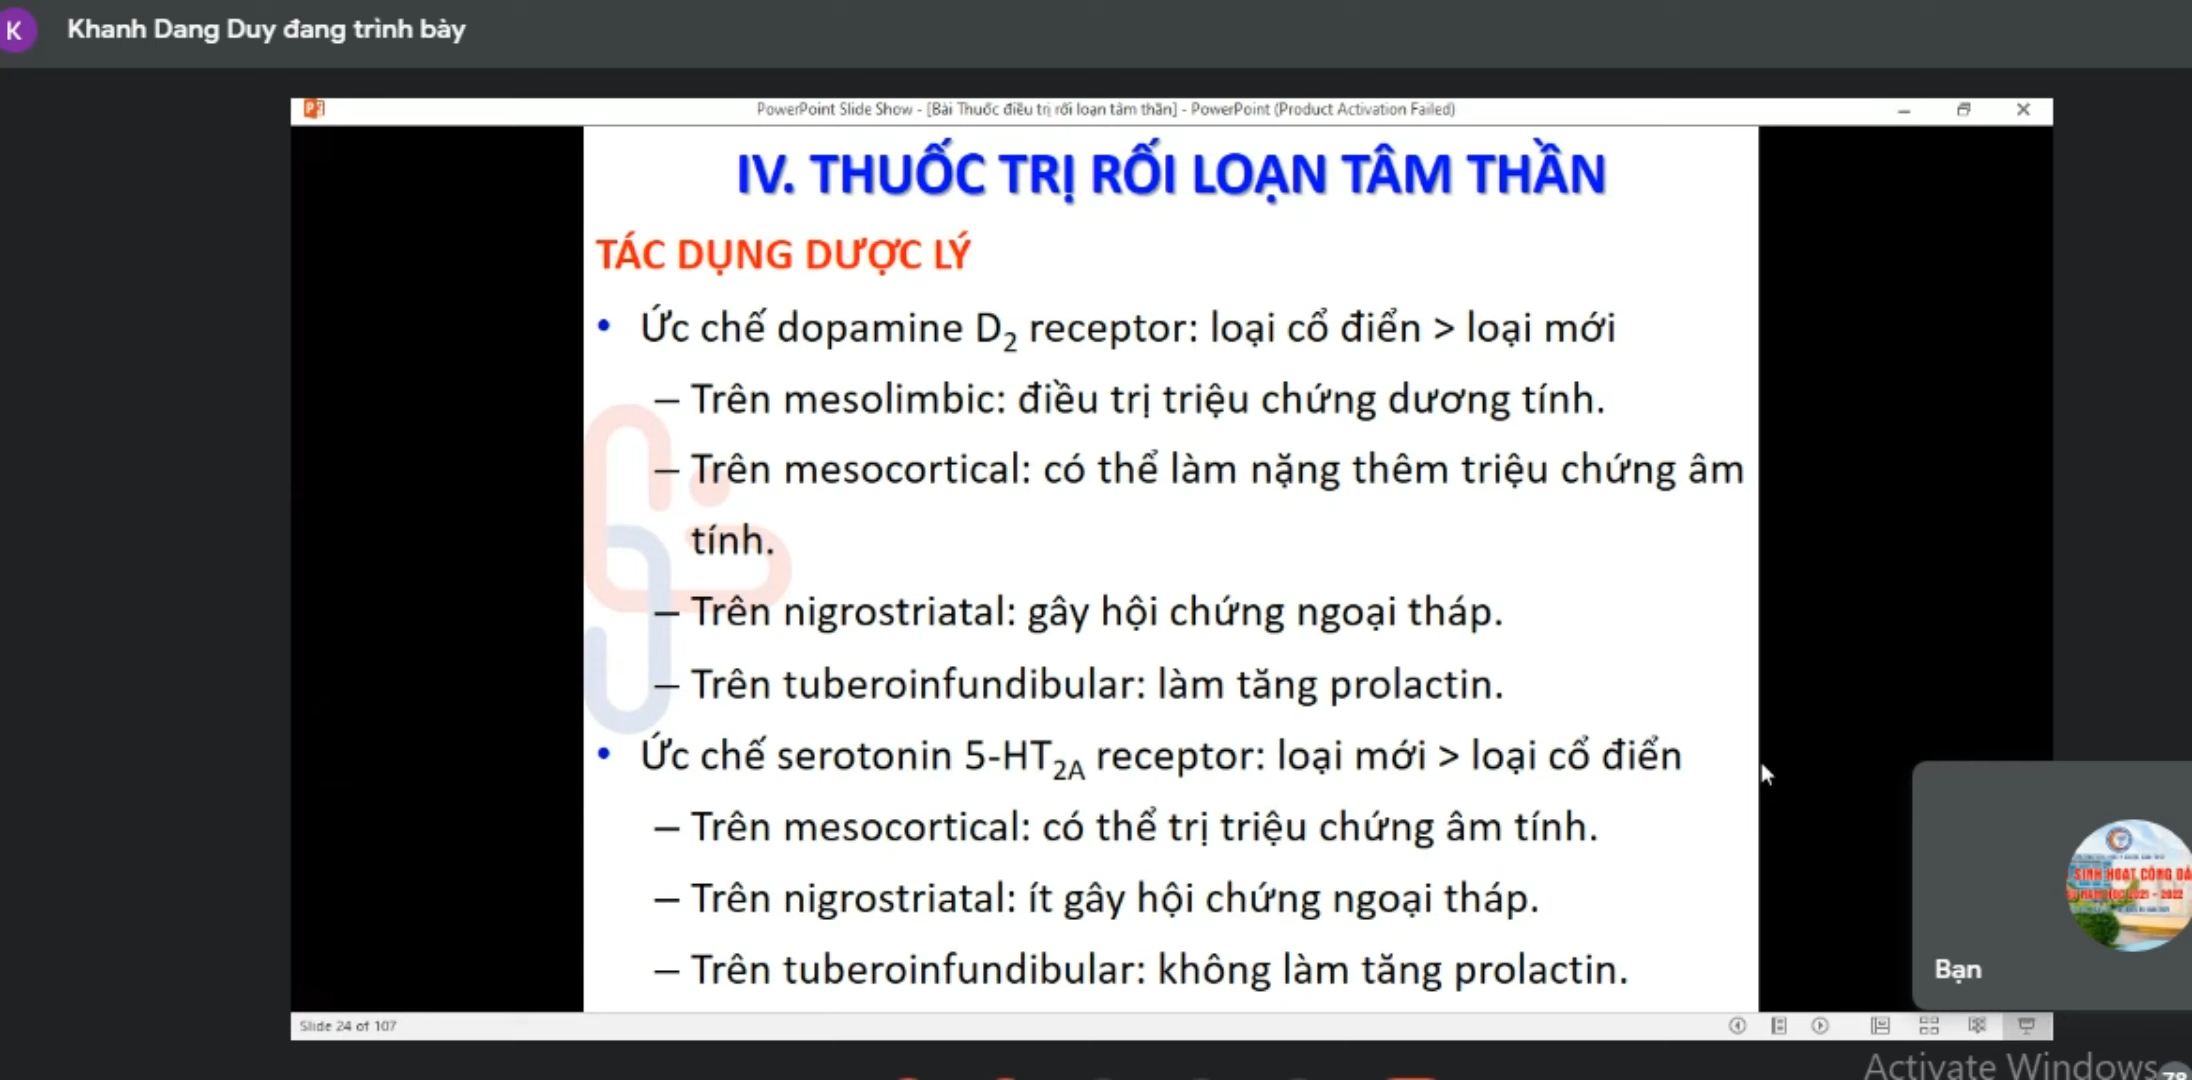 K
Khanh Dang Duy đang trình bày
PowerPoint Slide Show - [Bài Thuốc điều trị rối loạn tâm thần] - PowerPoint (Product Activation Failed)
IV. THUỐC TRỊ RỐI LOẠN TÂM THẦN
TÁC DỤNG DƯỢC LÝ
• Ức chế dopamine D₂ receptor: loại cổ điển > loại mới
– Trên mesolimbic: điều trị triệu chứng dương tính.
– Trên mesocortical: có thể làm nặng thêm triệu chứng âm
tính.
– Trên nigrostriatal: gây hội chứng ngoại tháp.
– Trên tuberoinfundibular: làm tăng prolactin.
• Ức chế serotonin 5-HT₂A receptor: loại mới > loại cổ điển
– Trên mesocortical: có thể trị triệu chứng âm tính.
– Trên nigrostriatal: ít gây hội chứng ngoại tháp.
– Trên tuberoinfundibular: không làm tăng prolactin.
SINH HOẠT CÔNG DÂ
2021 - 2022
Bạn
Slide 24 of 107
Activate Windows